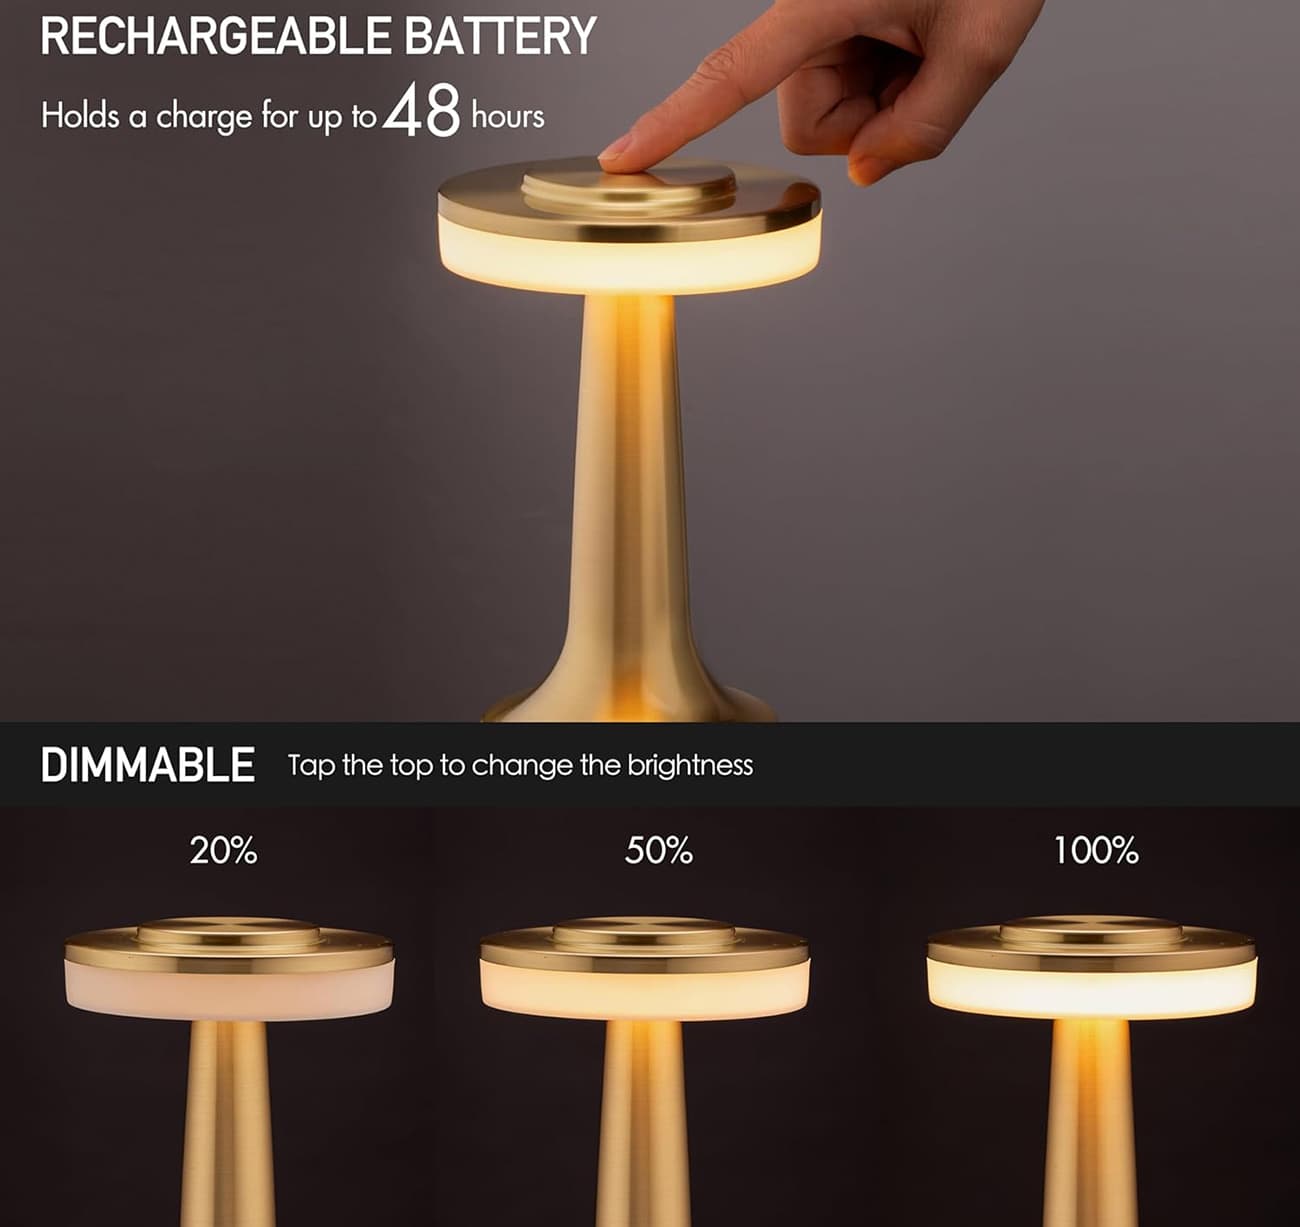 RECHARGEABLE BATTERY
Holds a charge for up to 48 hours
DIMMABLE Tap the top to change the brightness
20% 50% 100%